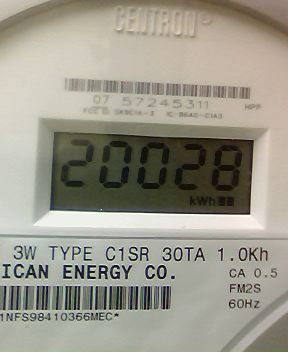 CENTRON
07 57245311 HPP
20028
kWh
3W TYPE C1SR 30TA 1.0Kh
ICAN ENERGY CO. CA 0.5
FM2S
60Hz
1NFS98410366MEC*